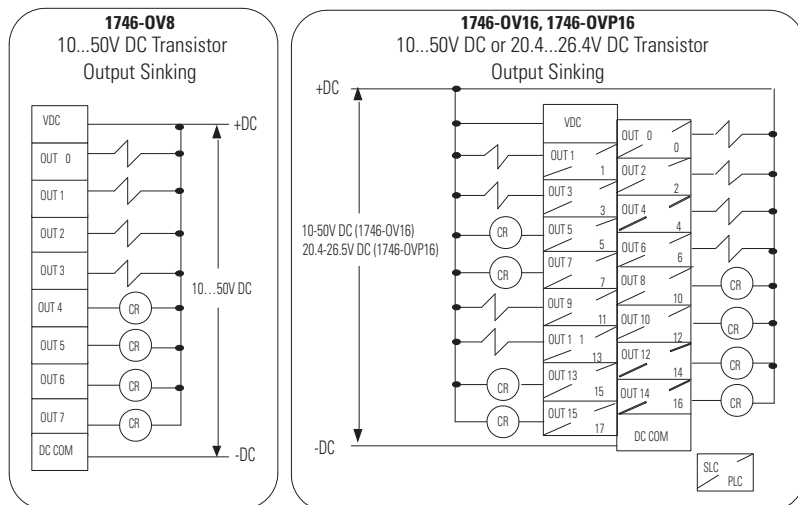 1746-OV8
10...50V DC Transistor
Output Sinking
VDC
+DC
OUT 0
OUT 1
OUT 2
OUT 3
10...50V DC
OUT 4
CR
OUT 5
CR
OUT 6
CR
OUT 7
CR
DC COM
-DC
1746-OV16, 1746-OVP16
10...50V DC or 20.4...26.4V DC Transistor
Output Sinking
+DC
VDC
OUT 0
0
OUT 1
1
OUT 2
2
OUT 3
3
OUT 4
4
10-50V DC (1746-OV16)
20.4-26.5V DC (1746-OVP16)
CR
OUT 5
5
OUT 6
6
CR
OUT 7
7
OUT 8
10
CR
OUT 9
11
OUT 10
12
CR
OUT 1 1
13
OUT 12
14
CR
CR
OUT 13
15
OUT 14
16
CR
CR
OUT 15
17
DC COM
-DC
SLC
PLC